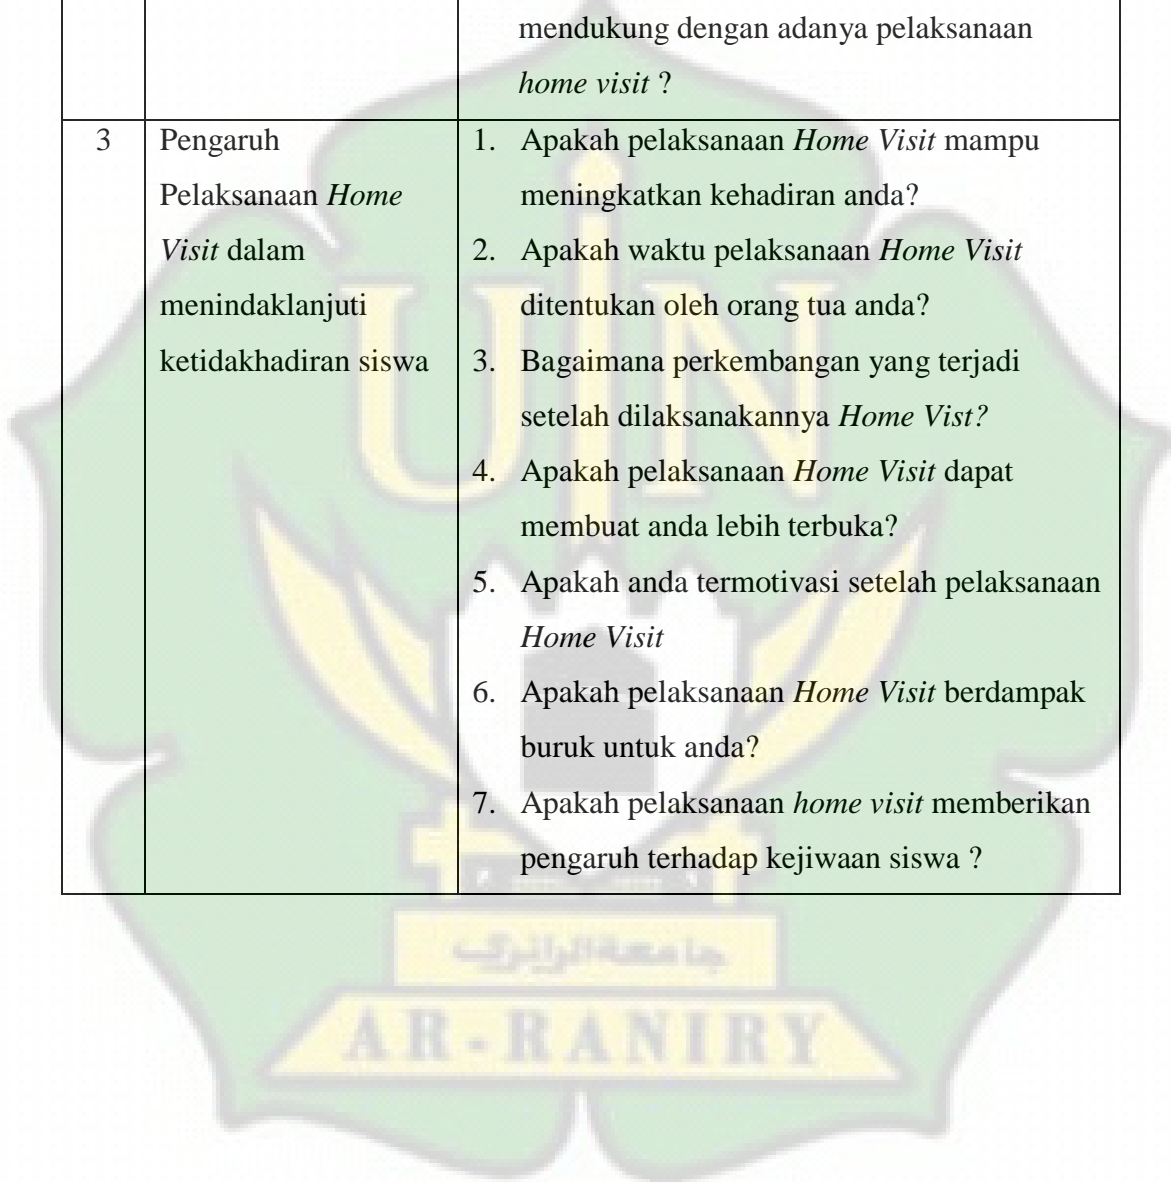 mendukung dengan adanya pelaksanaan
home visit ?
3
Pengaruh
Pelaksanaan Home
Visit dalam
menindaklanjuti
ketidakhadiran siswa
1. Apakah pelaksanaan Home Visit mampu
meningkatkan kehadiran anda?
2. Apakah waktu pelaksanaan Home Visit
ditentukan oleh orang tua anda?
3. Bagaimana perkembangan yang terjadi
setelah dilaksanakannya Home Vist?
4. Apakah pelaksanaan Home Visit dapat
membuat anda lebih terbuka?
5. Apakah anda termotivasi setelah pelaksanaan
Home Visit
6. Apakah pelaksanaan Home Visit berdampak
buruk untuk anda?
7. Apakah pelaksanaan home visit memberikan
pengaruh terhadap kejiwaan siswa ?
UIN
جامعة الرانري
AR-RANIRY